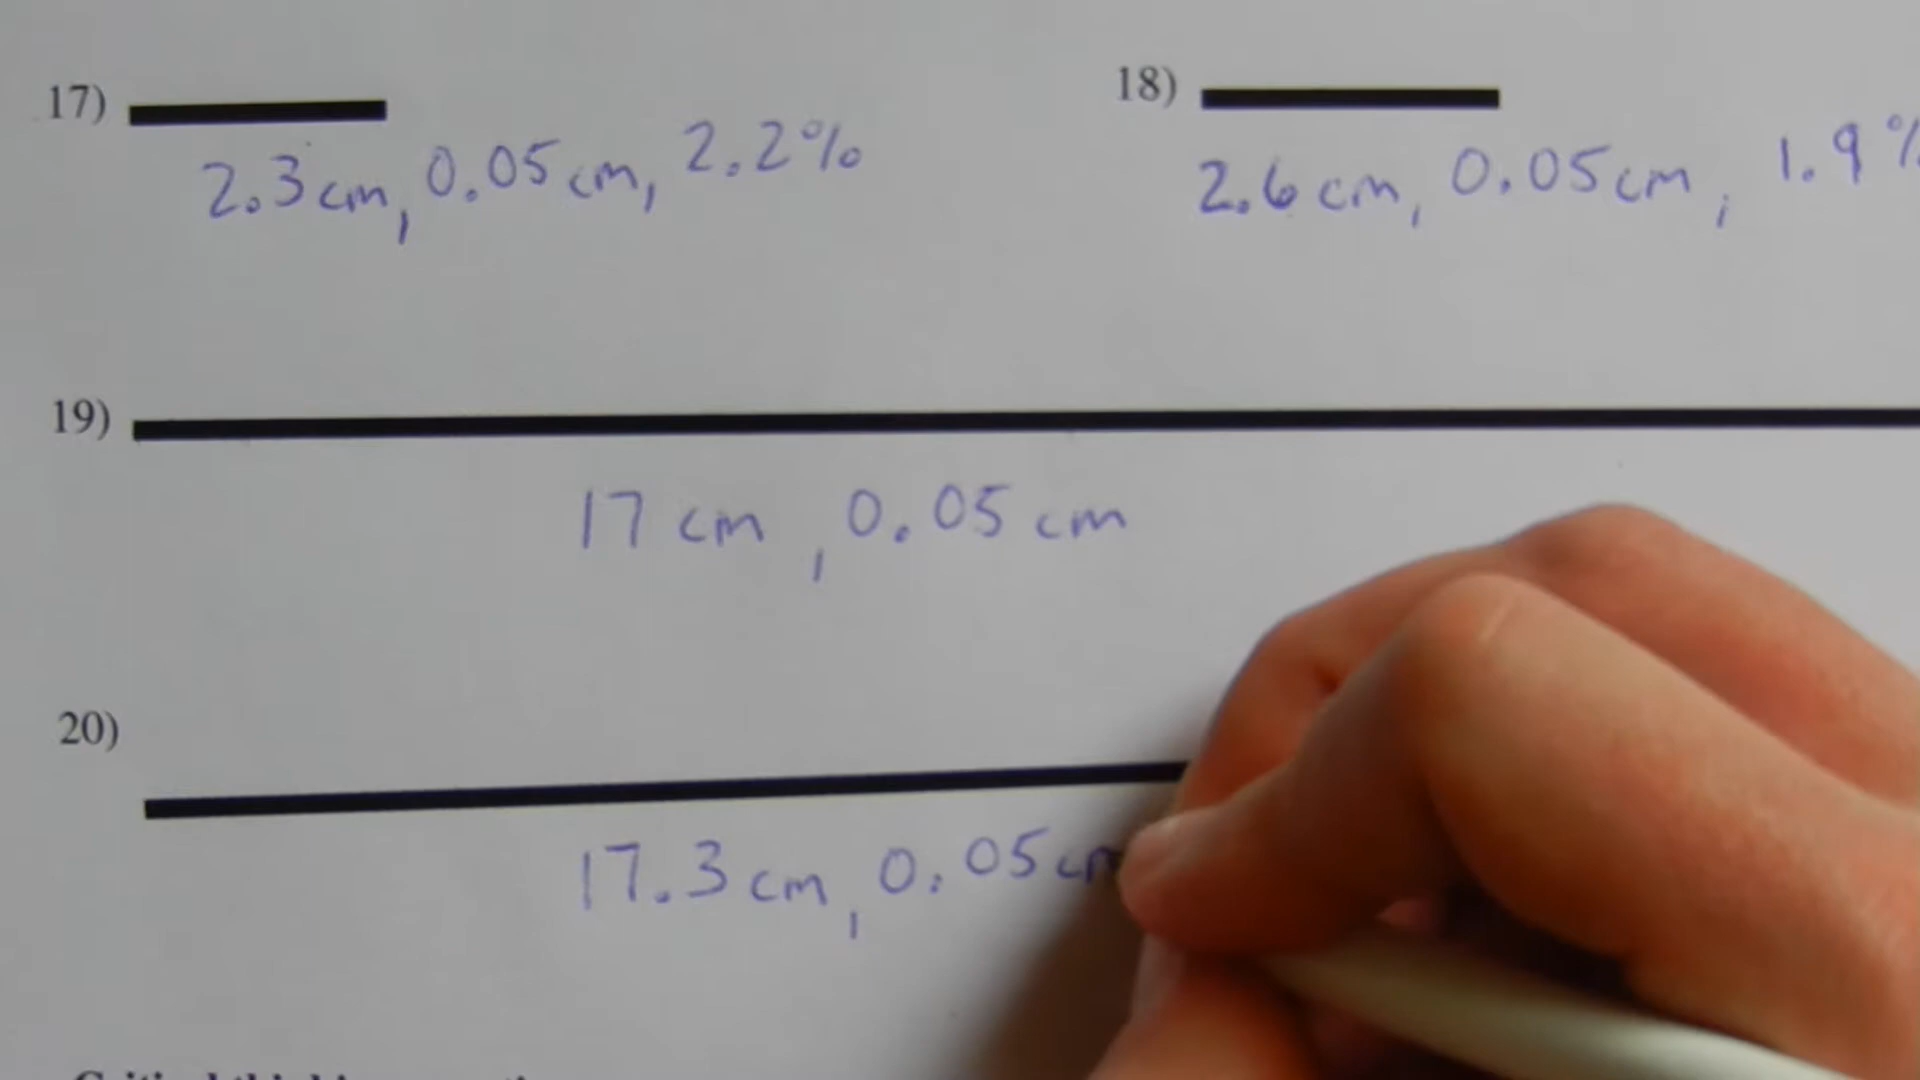 17)
2.3 cm, 0.05 cm, 2.2%
18)
2.6 cm, 0.05 cm, 1.9%
19)
17 cm, 0.05 cm
20)
17.3 cm, 0.05 cm